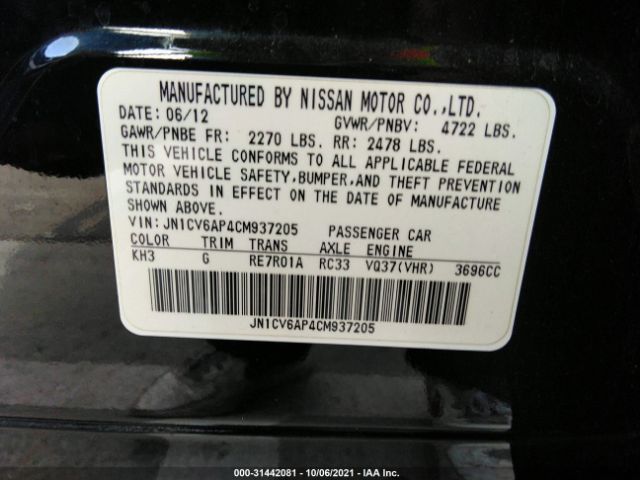 MANUFACTURED BY NISSAN MOTOR CO.,LTD.
DATE: 06/12 GVWR/PNBV: 4722 LBS.
GAWR/PNBE FR: 2270 LBS. RR: 2478 LBS.
THIS VEHICLE CONFORMS TO ALL APPLICABLE FEDERAL
MOTOR VEHICLE SAFETY,BUMPER,AND THEFT PREVENTION
STANDARDS IN EFFECT ON THE DATE OF MANUFACTURE
SHOWN ABOVE.
VIN: JN1CV6AP4CM937205 PASSENGER CAR
COLOR TRIM TRANS AXLE ENGINE
KH3 G RE7R01A RC33 VQ37(VHR) 3696CC
JN1CV6AP4CM937205
000-31442081 - 10/06/2021 - IAA Inc.